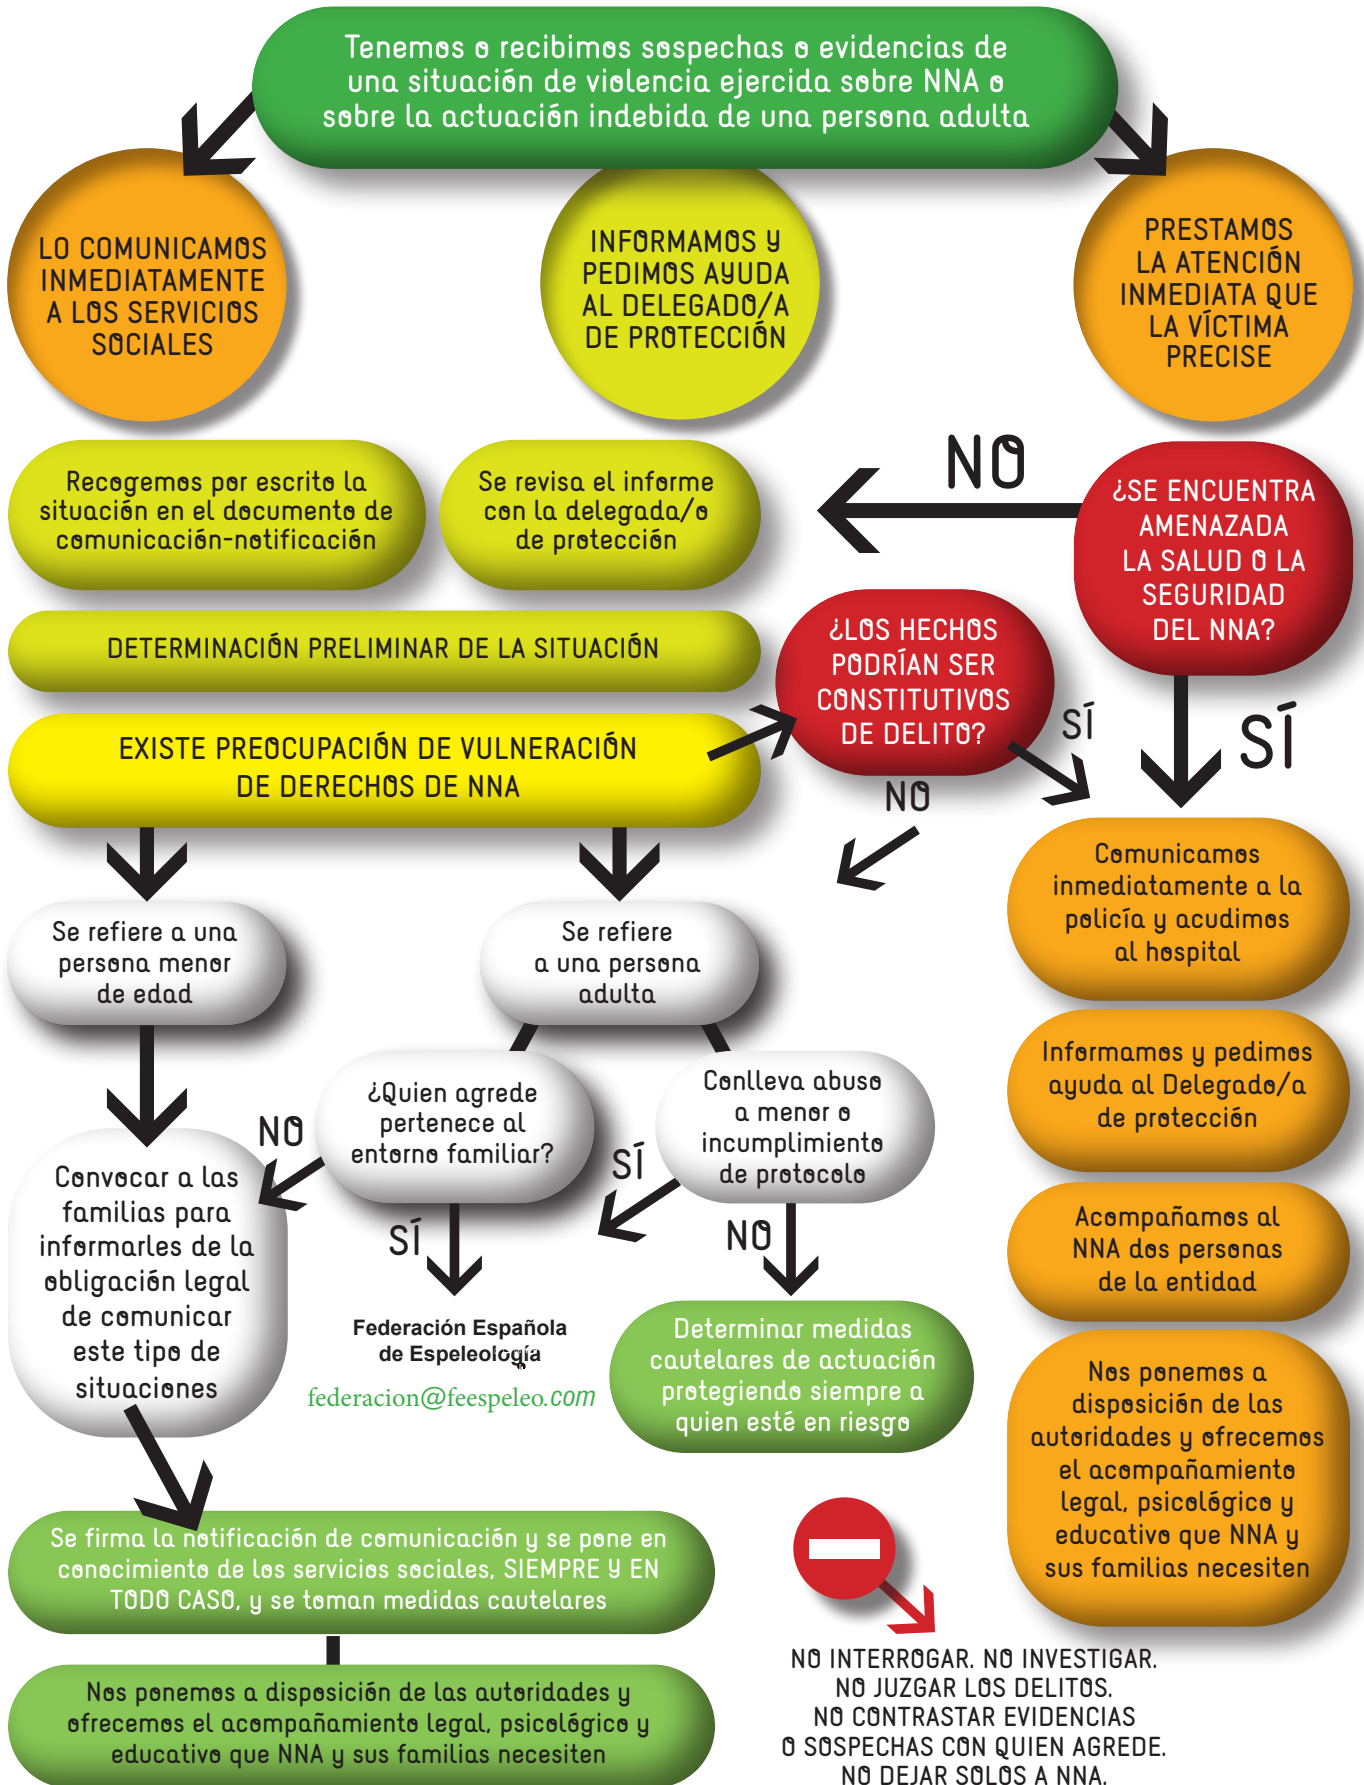 Tenemos o recibimos sospechas o evidencias de
una situación de violencia ejercida sobre NNA o
sobre la actuación indebida de una persona adulta
LO COMUNICAMOS
INMEDIATAMENTE
A LOS SERVICIOS
SOCIALES
INFORMAMOS Y
PEDIMOS AYUDA
AL DELEGADO/A
DE PROTECCIÓN
PRESTAMOS
LA ATENCIÓN
INMEDIATA QUE
LA VÍCTIMA
PRECISE
Recogemos por escrito la
situación en el documento de
comunicación-notificación
Se revisa el informe
con la delegada/o
de protección
NO
¿SE ENCUENTRA
AMENAZADA
LA SALUD O LA
SEGURIDAD
DEL NNA?
DETERMINACIÓN PRELIMINAR DE LA SITUACIÓN
¿LOS HECHOS
PODRÍAN SER
CONSTITUTIVOS
DE DELITO?
SÍ
SÍ
NO
EXISTE PREOCUPACIÓN DE VULNERACIÓN
DE DERECHOS DE NNA
Se refiere a una
persona menor
de edad
Se refiere
a una persona
adulta
Comunicamos
inmediatamente a la
policía y acudimos
al hospital
Informamos y pedimos
ayuda al Delegado/a
de protección
Acompañamos al
NNA dos personas
de la entidad
Nos ponemos a
disposición de las
autoridades y ofrecemos
el acompañamiento
legal, psicológico y
educativo que NNA y
sus familias necesiten
NO
¿Quien agrede
pertenece al
entorno familiar?
SÍ
Conlleva abuso
a menor o
incumplimiento
de protocolo
SÍ
NO
Convocar a las
familias para
informarles de la
obligación legal
de comunicar
este tipo de
situaciones
Federación Española
de Espeleología
federacion@feespeleo.com
Determinar medidas
cautelares de actuación
protegiendo siempre a
quien esté en riesgo
Se firma la notificación de comunicación y se pone en
conocimiento de los servicios sociales, SIEMPRE Y EN
TODO CASO, y se toman medidas cautelares
Nos ponemos a disposición de las autoridades y
ofrecemos el acompañamiento legal, psicológico y
educativo que NNA y sus familias necesiten
NO INTERROGAR. NO INVESTIGAR.
NO JUZGAR LOS DELITOS.
NO CONTRASTAR EVIDENCIAS
O SOSPECHAS CON QUIEN AGREDE.
NO DEJAR SOLOS A NNA.